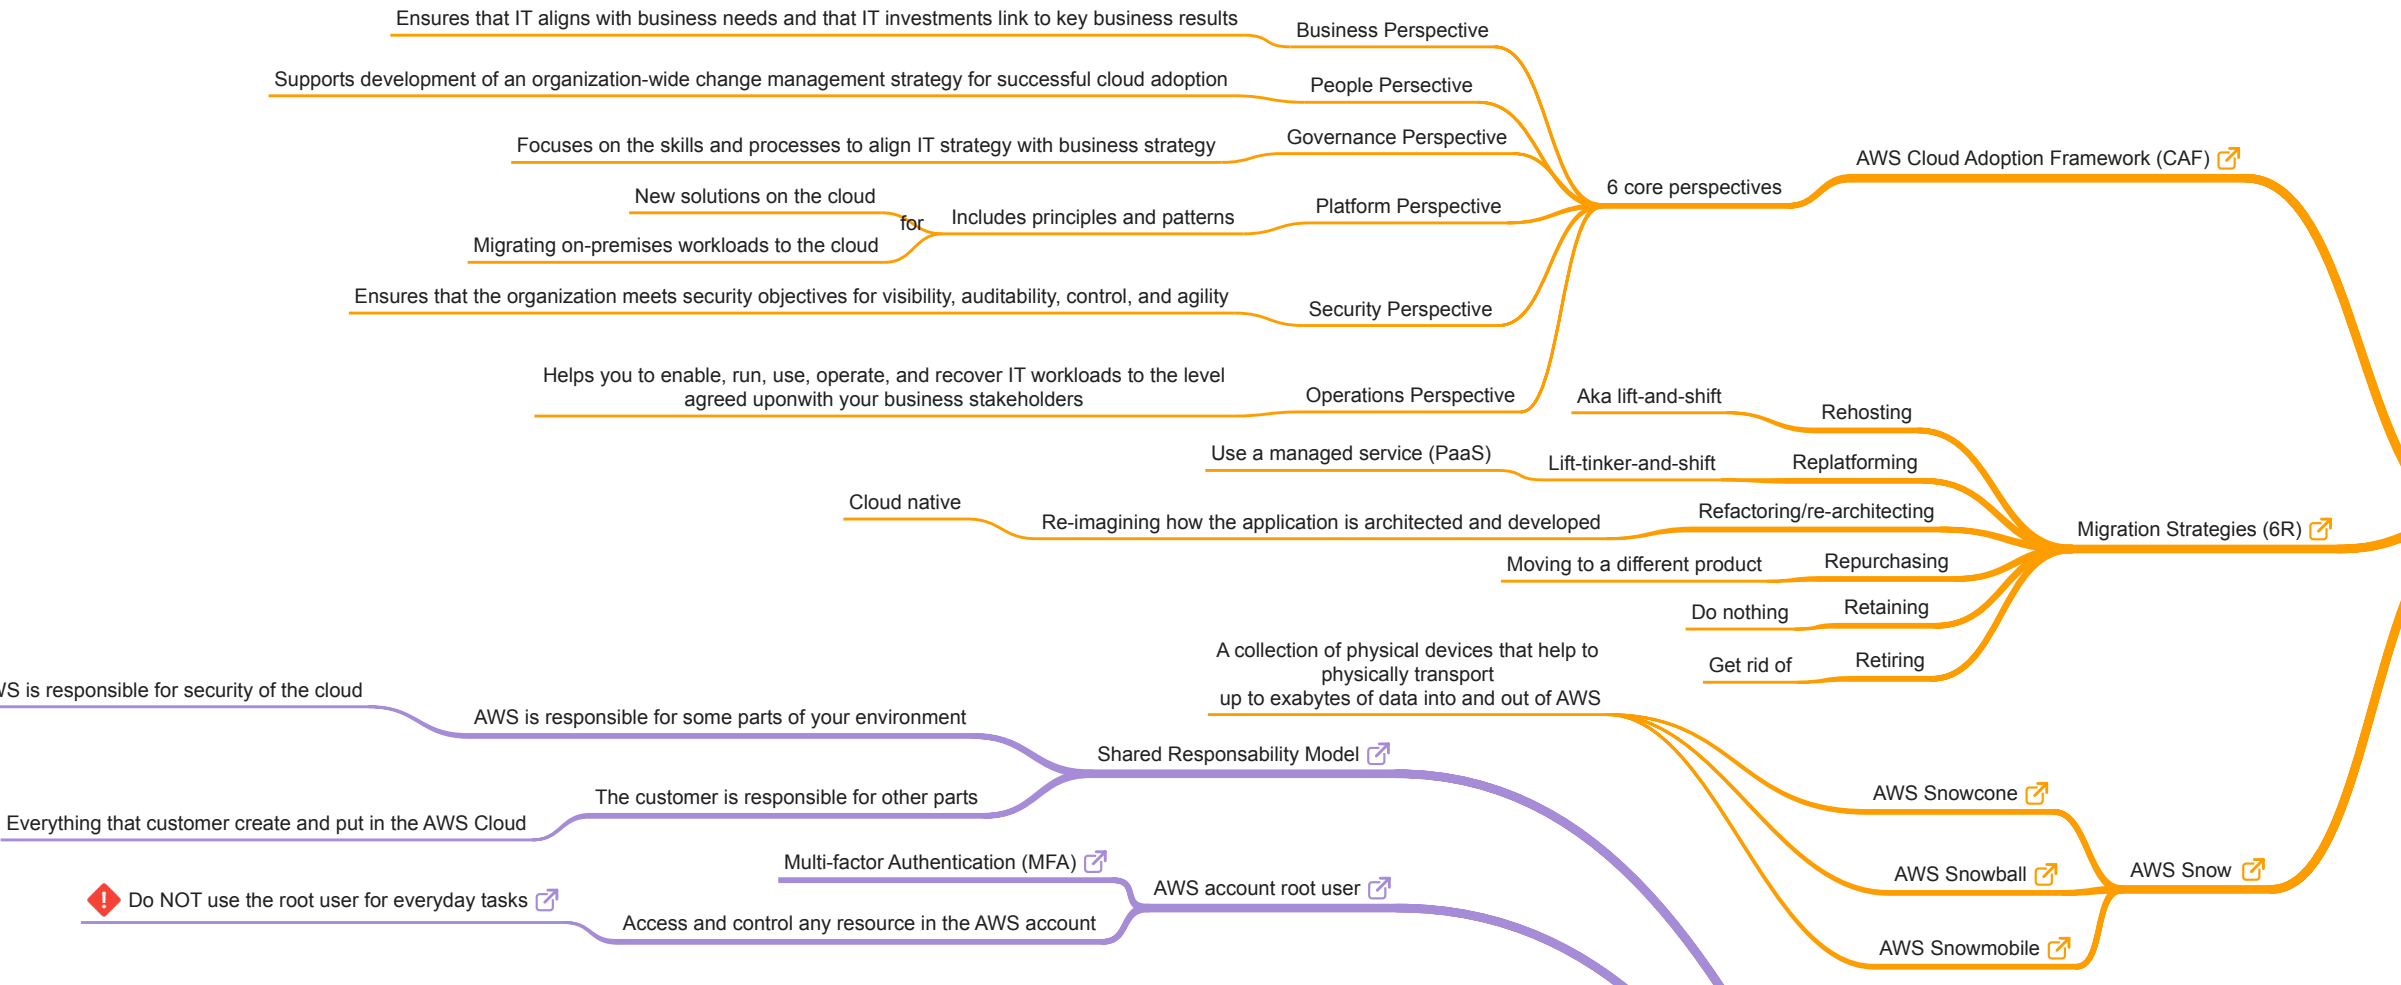 Ensures that IT aligns with business needs and that IT investments link to key business results
Business Perspective
Supports development of an organization-wide change management strategy for successful cloud adoption
People Persective
Focuses on the skills and processes to align IT strategy with business strategy
Governance Perspective
AWS Cloud Adoption Framework (CAF)
6 core perspectives
New solutions on the cloud
for
Migrating on-premises workloads to the cloud
Includes principles and patterns
Platform Perspective
Ensures that the organization meets security objectives for visibility, auditability, control, and agility
Security Perspective
Helps you to enable, run, use, operate, and recover IT workloads to the level
agreed uponwith your business stakeholders
Operations Perspective
Aka lift-and-shift
Rehosting
Use a managed service (PaaS)
Lift-tinker-and-shift
Replatforming
Cloud native
Re-imagining how the application is architected and developed
Refactoring/re-architecting
Migration Strategies (6R)
Moving to a different product
Repurchasing
Do nothing
Retaining
Get rid of
Retiring
A collection of physical devices that help to
physically transport
up to exabytes of data into and out of AWS
AWS Snowcone
AWS Snowball
AWS Snow
AWS Snowmobile
is responsible for security of the cloud
AWS is responsible for some parts of your environment
Shared Responsability Model
The customer is responsible for other parts
Everything that customer create and put in the AWS Cloud
Multi-factor Authentication (MFA)
AWS account root user
Do NOT use the root user for everyday tasks
Access and control any resource in the AWS account